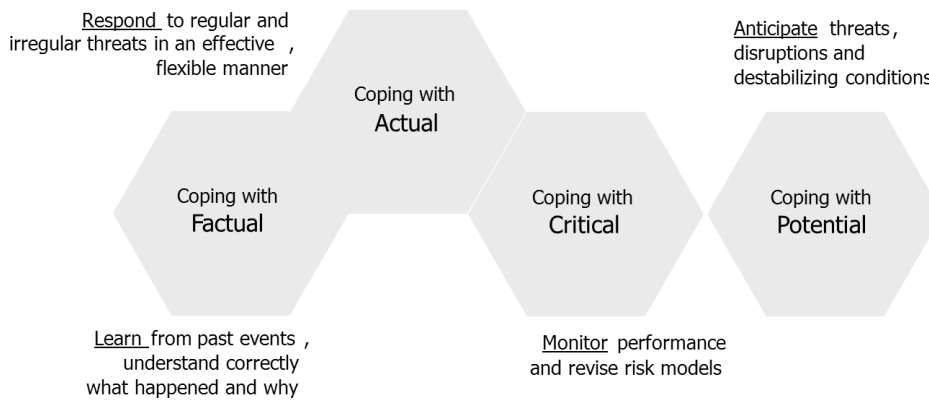 Respond to regular and
irregular threats in an effective ,
flexible manner
Anticipate threats,
disruptions and
destabilizing conditions
Coping with
Actual
Coping with
Factual
Coping with
Critical
Coping with
Potential
Learn from past events ,
understand correctly
what happened and why
Monitor performance
and revise risk models